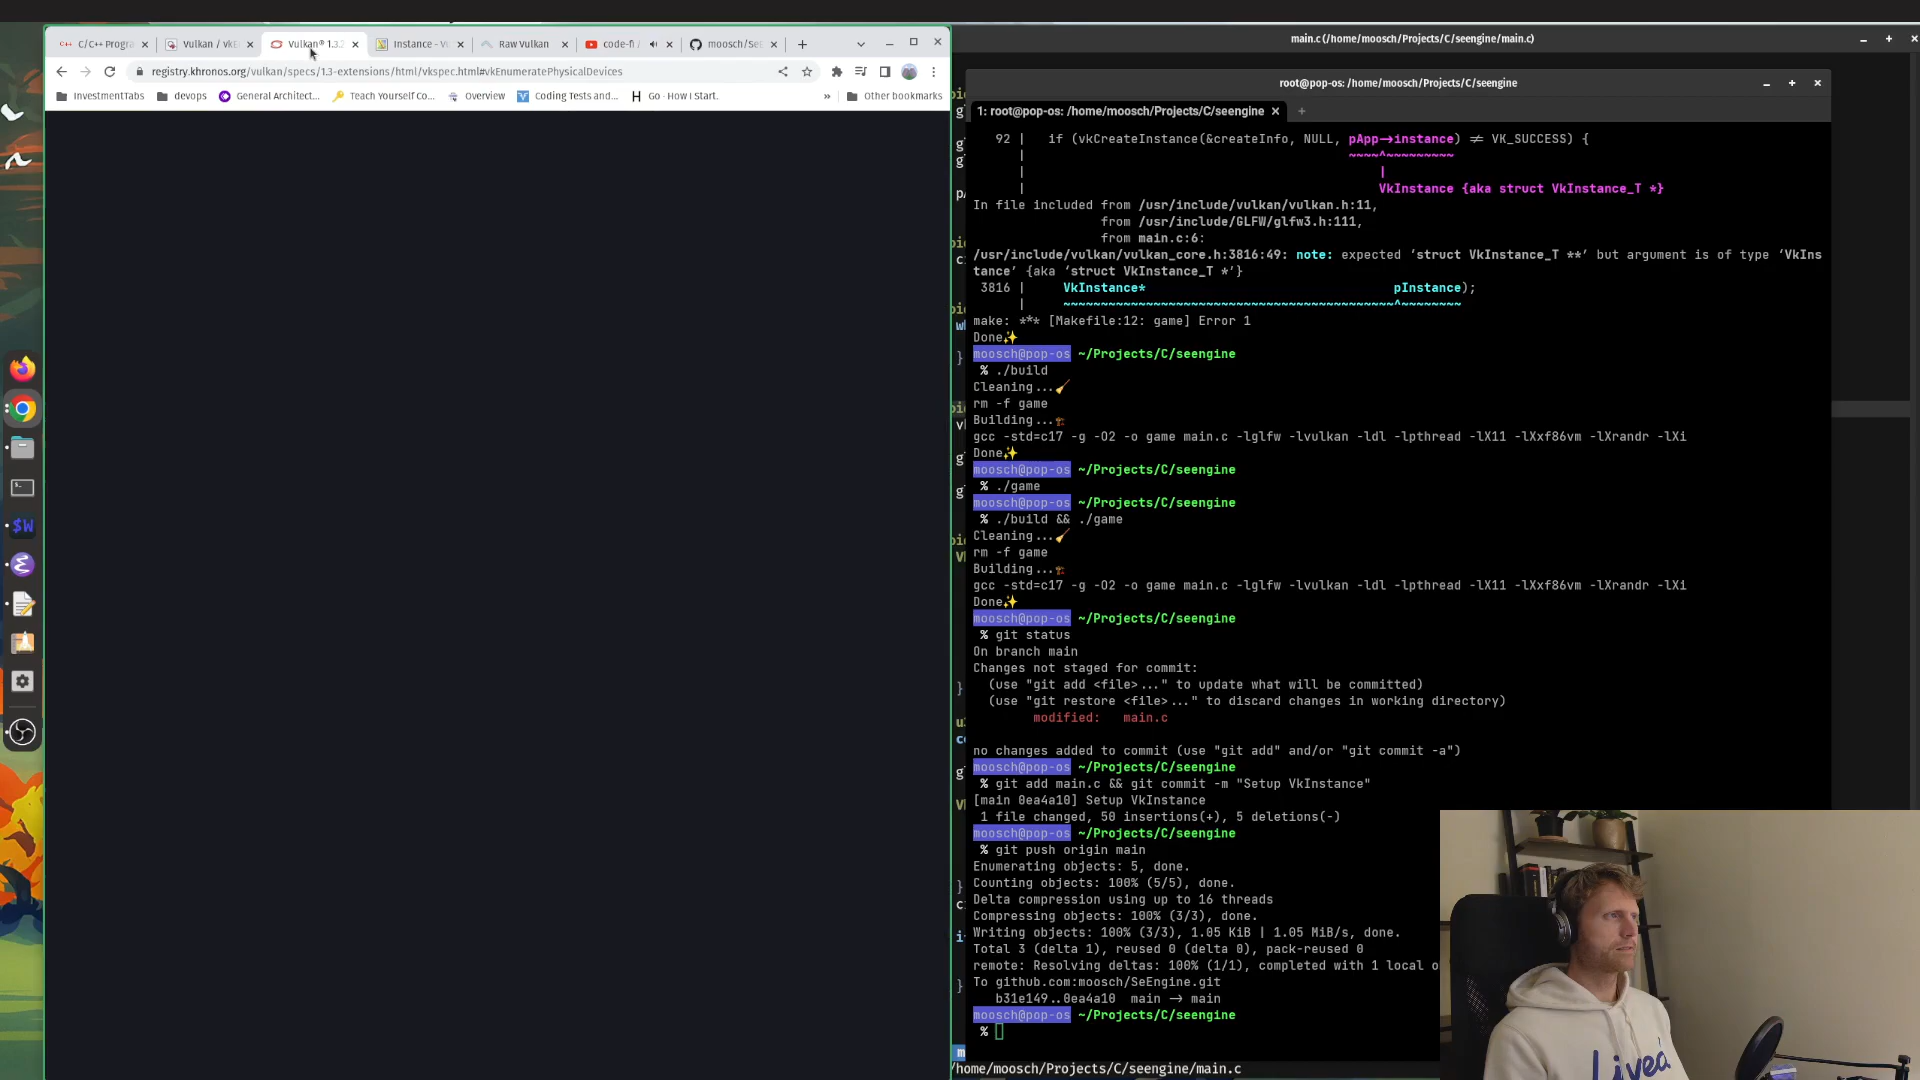 main.c (/home/moosch/Projects/C/seengine/main.c)
C/C++ Progra
Vulkan / vkE
Vulkan® 1.3.2
Instance - V
Raw Vulkan
code-fi /
moosch/SeE
registry.khronos.org/vulkan/specs/1.3-extensions/html/vkspec.html#vkEnumeratePhysicalDevices
InvestmentTabs
devops
General Architect...
Teach Yourself Co...
Overview
Coding Tests and...
Go - How I Start.
»
Other bookmarks
root@pop-os: /home/moosch/Projects/C/seengine
1: root@pop-os: /home/moosch/Projects/C/seengine
92 | if (vkCreateInstance(&createInfo, NULL, pApp→instance) ≠ VK_SUCCESS) {
| ~~~~^~~~~~~~~~
| |
| VkInstance {aka struct VkInstance_T *}
In file included from /usr/include/vulkan/vulkan.h:11,
from /usr/include/GLFW/glfw3.h:111,
from main.c:6:
/usr/include/vulkan/vulkan_core.h:3816:49: note: expected ‘struct VkInstance_T **’ but argument is of type ‘VkIns
tance’ {aka ‘struct VkInstance_T *’}
3816 | VkInstance* pInstance);
| ~~~~~~~~~~~~~~~~~~~~~~~~~~~~~~~~~~~~~~~~~~~~^~~~~~~~
make: *** [Makefile:12: game] Error 1
Done✨
moosch@pop-os ~/Projects/C/seengine
% ./build
Cleaning...🧹
rm -f game
Building...🏗
gcc -std=c17 -g -O2 -o game main.c -lglfw -lvulkan -ldl -lpthread -lX11 -lXxf86vm -lXrandr -lXi
Done✨
moosch@pop-os ~/Projects/C/seengine
% ./game
moosch@pop-os ~/Projects/C/seengine
% ./build && ./game
Cleaning...🧹
rm -f game
Building...🏗
gcc -std=c17 -g -O2 -o game main.c -lglfw -lvulkan -ldl -lpthread -lX11 -lXxf86vm -lXrandr -lXi
Done✨
moosch@pop-os ~/Projects/C/seengine
% git status
On branch main
Changes not staged for commit:
(use "git add <file>..." to update what will be committed)
(use "git restore <file>..." to discard changes in working directory)
modified: main.c
no changes added to commit (use "git add" and/or "git commit -a")
moosch@pop-os ~/Projects/C/seengine
% git add main.c && git commit -m "Setup VkInstance"
[main 0ea4a10] Setup VkInstance
1 file changed, 50 insertions(+), 5 deletions(-)
moosch@pop-os ~/Projects/C/seengine
% git push origin main
Enumerating objects: 5, done.
Counting objects: 100% (5/5), done.
Delta compression using up to 16 threads
Compressing objects: 100% (3/3), done.
Writing objects: 100% (3/3), 1.05 KiB | 1.05 MiB/s, done.
Total 3 (delta 1), reused 0 (delta 0), pack-reused 0
remote: Resolving deltas: 100% (1/1), completed with 1 local o
To github.com:moosch/SeEngine.git
b31e149..0ea4a10 main → main
moosch@pop-os ~/Projects/C/seengine
%
/home/moosch/Projects/C/seengine/main.c
$W
Lived